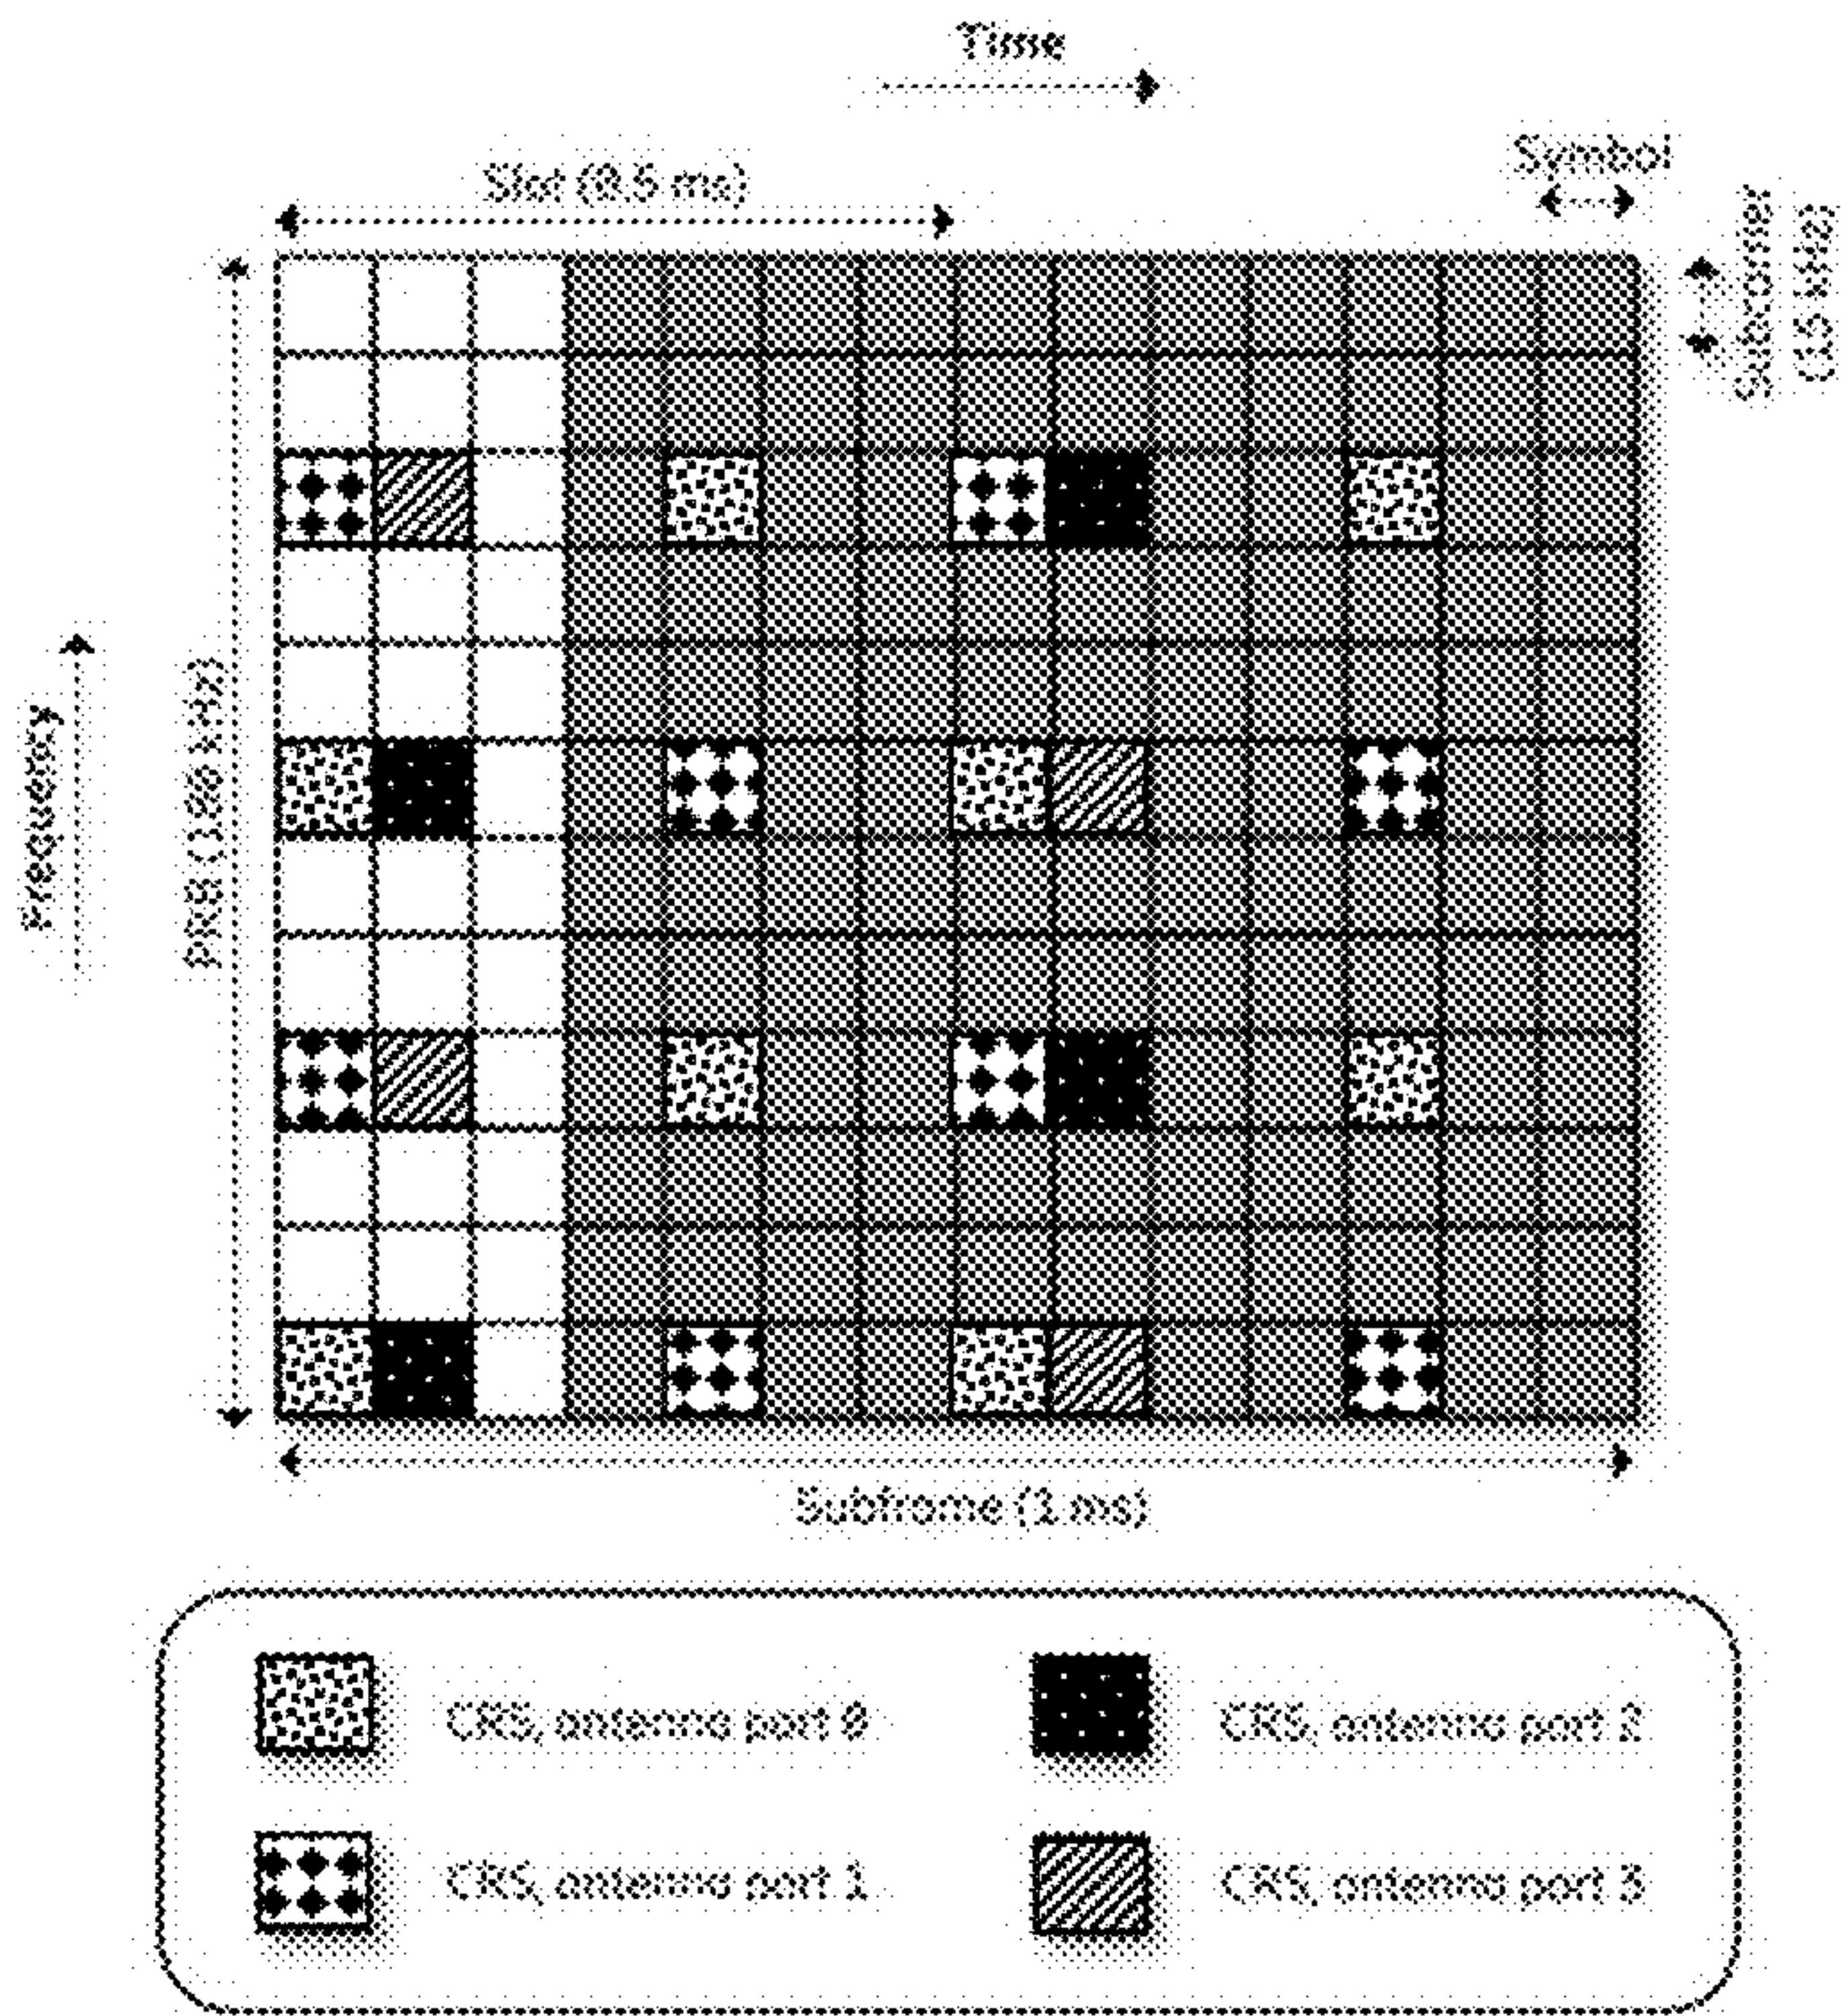 Time
Slot (0.5 ms)
Symbol
Subcarrier
(15 kHz)
Frequency
PRB (180 kHz)
Subframe (1 ms)
CRS, antenna port 0
CRS, antenna port 2
CRS, antenna port 1
CRS, antenna port 3